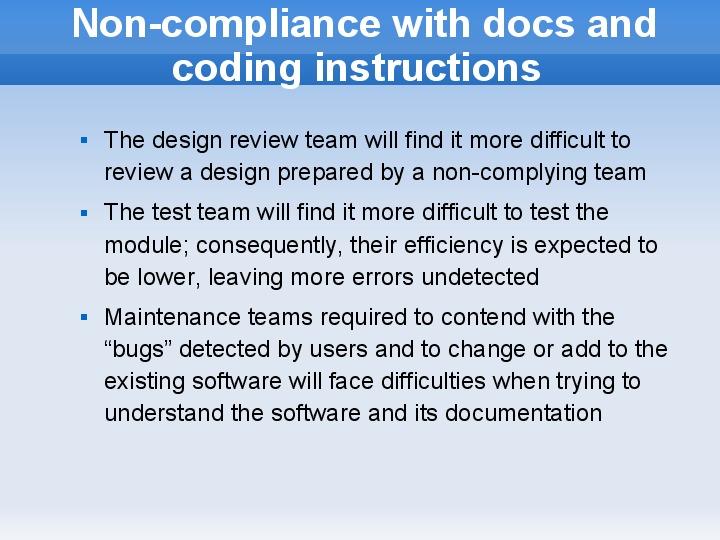 Non-compliance with docs and
coding instructions
▪ The design review team will find it more difficult to
review a design prepared by a non-complying team
▪ The test team will find it more difficult to test the
module; consequently, their efficiency is expected to
be lower, leaving more errors undetected
▪ Maintenance teams required to contend with the
“bugs” detected by users and to change or add to the
existing software will face difficulties when trying to
understand the software and its documentation